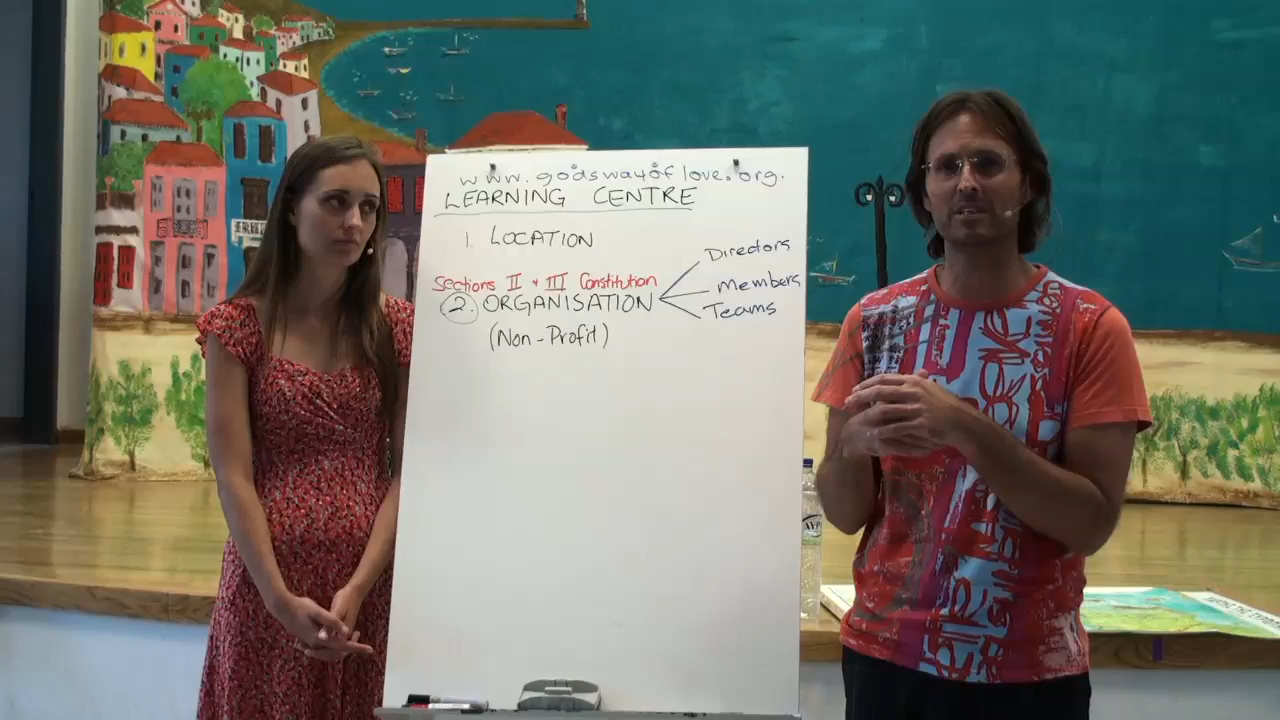 www.godswayoflove.org.
LEARNING CENTRE
1. LOCATION
Sections II + III Constitution
2. ORGANISATION
Directors
Members
Teams
(Non-Profit)